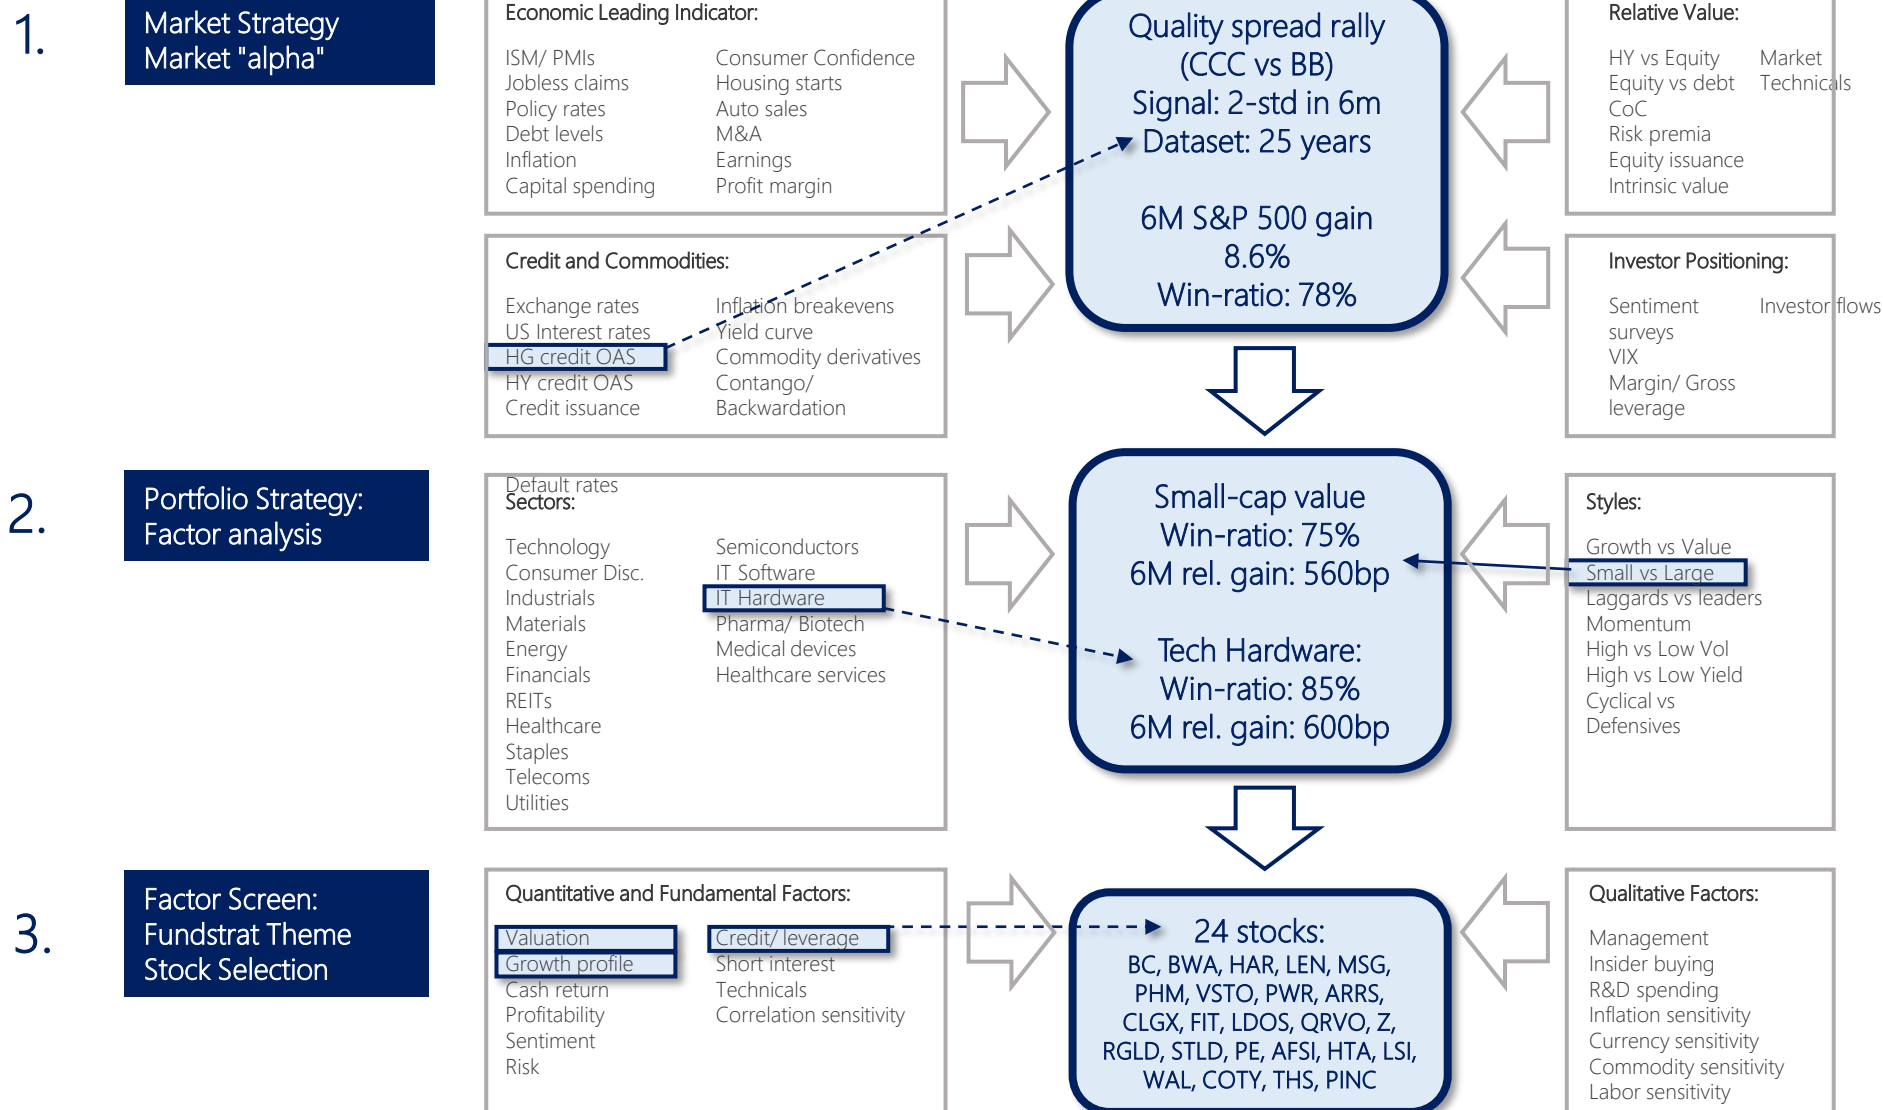 1.
Market Strategy
Market "alpha"
Economic Leading Indicator:
ISM/ PMIs
Jobless claims
Policy rates
Debt levels
Inflation
Capital spending
Consumer Confidence
Housing starts
Auto sales
M&A
Earnings
Profit margin
Quality spread rally
(CCC vs BB)
Signal: 2-std in 6m
Dataset: 25 years
6M S&P 500 gain
8.6%
Win-ratio: 78%
Relative Value:
HY vs Equity
Equity vs debt
CoC
Risk premia
Equity issuance
Intrinsic value
Market
Technicals
Credit and Commodities:
Exchange rates
US Interest rates
HG credit OAS
HY credit OAS
Credit issuance
Default rates
Inflation breakevens
Yield curve
Commodity derivatives
Contango/
Backwardation
Investor Positioning:
Sentiment
surveys
VIX
Margin/ Gross
leverage
Investor flows
2.
Portfolio Strategy:
Factor analysis
Sectors:
Technology
Consumer Disc.
Industrials
Materials
Energy
Financials
REITs
Healthcare
Staples
Telecoms
Utilities
Semiconductors
IT Software
IT Hardware
Pharma/ Biotech
Medical devices
Healthcare services
Small-cap value
Win-ratio: 75%
6M rel. gain: 560bp
Tech Hardware:
Win-ratio: 85%
6M rel. gain: 600bp
Styles:
Growth vs Value
Small vs Large
Laggards vs leaders
Momentum
High vs Low Vol
High vs Low Yield
Cyclical vs
Defensives
3.
Factor Screen:
Fundstrat Theme
Stock Selection
Quantitative and Fundamental Factors:
Valuation
Growth profile
Cash return
Profitability
Sentiment
Risk
Credit/ leverage
Short interest
Technicals
Correlation sensitivity
24 stocks:
BC, BWA, HAR, LEN, MSG,
PHM, VSTO, PWR, ARRS,
CLGX, FIT, LDOS, QRVO, Z,
RGLD, STLD, PE, AFSI, HTA, LSI,
WAL, COTY, THS, PINC
Qualitative Factors:
Management
Insider buying
R&D spending
Inflation sensitivity
Currency sensitivity
Commodity sensitivity
Labor sensitivity